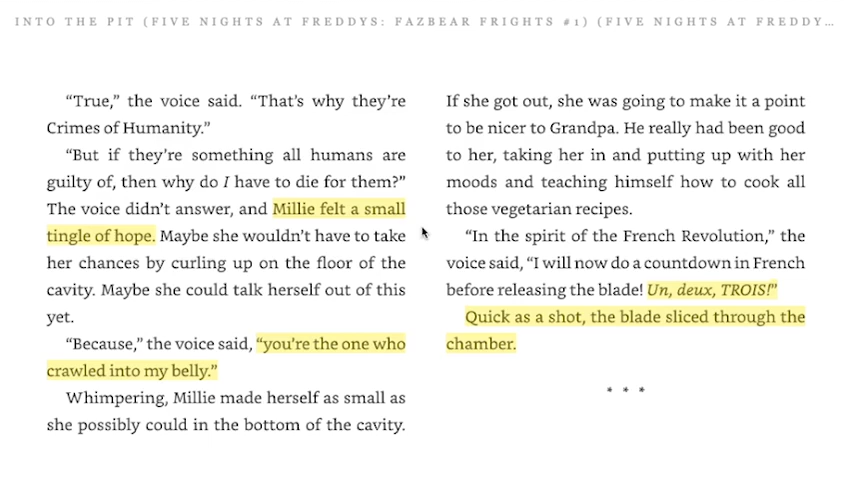 INTO THE PIT (FIVE NIGHTS AT FREDDYS: FAZBEAR FRIGHTS #1) (FIVE NIGHTS AT FREDDY…
“True,” the voice said. “That’s why they’re
Crimes of Humanity.”
“But if they’re something all humans are
guilty of, then why do I have to die for them?”
The voice didn’t answer, and Millie felt a small
tingle of hope. Maybe she wouldn’t have to take
her chances by curling up on the floor of the
cavity. Maybe she could talk herself out of this
yet.
“Because,” the voice said, “you’re the one who
crawled into my belly.”
Whimpering, Millie made herself as small as
she possibly could in the bottom of the cavity.
If she got out, she was going to make it a point
to be nicer to Grandpa. He really had been good
to her, taking her in and putting up with her
moods and teaching himself how to cook all
those vegetarian recipes.
“In the spirit of the French Revolution,” the
voice said, “I will now do a countdown in French
before releasing the blade! Un, deux, TROIS!”
Quick as a shot, the blade sliced through the
chamber.
* * *